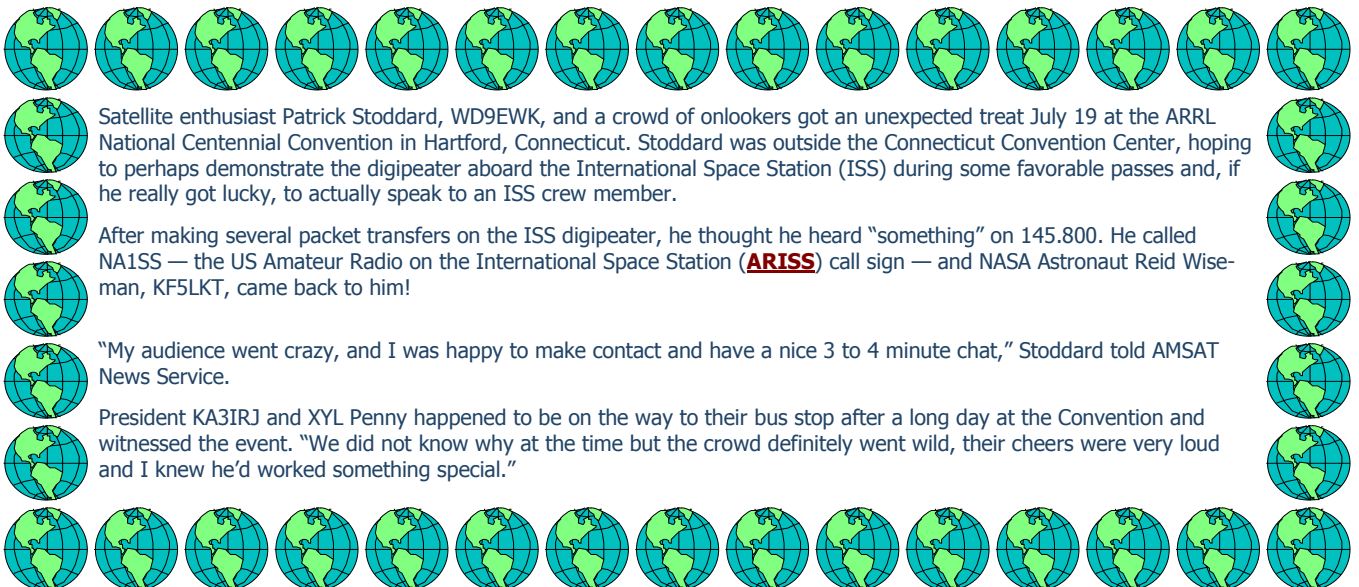 Satellite enthusiast Patrick Stoddard, WD9EWK, and a crowd of onlookers got an unexpected treat July 19 at the ARRL
National Centennial Convention in Hartford, Connecticut. Stoddard was outside the Connecticut Convention Center, hoping
to perhaps demonstrate the digipeater aboard the International Space Station (ISS) during some favorable passes and, if
he really got lucky, to actually speak to an ISS crew member.
After making several packet transfers on the ISS digipeater, he thought he heard “something” on 145.800. He called
NA1SS — the US Amateur Radio on the International Space Station (ARISS) call sign — and NASA Astronaut Reid Wise-
man, KF5LKT, came back to him!
“My audience went crazy, and I was happy to make contact and have a nice 3 to 4 minute chat,” Stoddard told AMSAT
News Service.
President KA3IRJ and XYL Penny happened to be on the way to their bus stop after a long day at the Convention and
witnessed the event. “We did not know why at the time but the crowd definitely went wild, their cheers were very loud
and I knew he’d worked something special.”